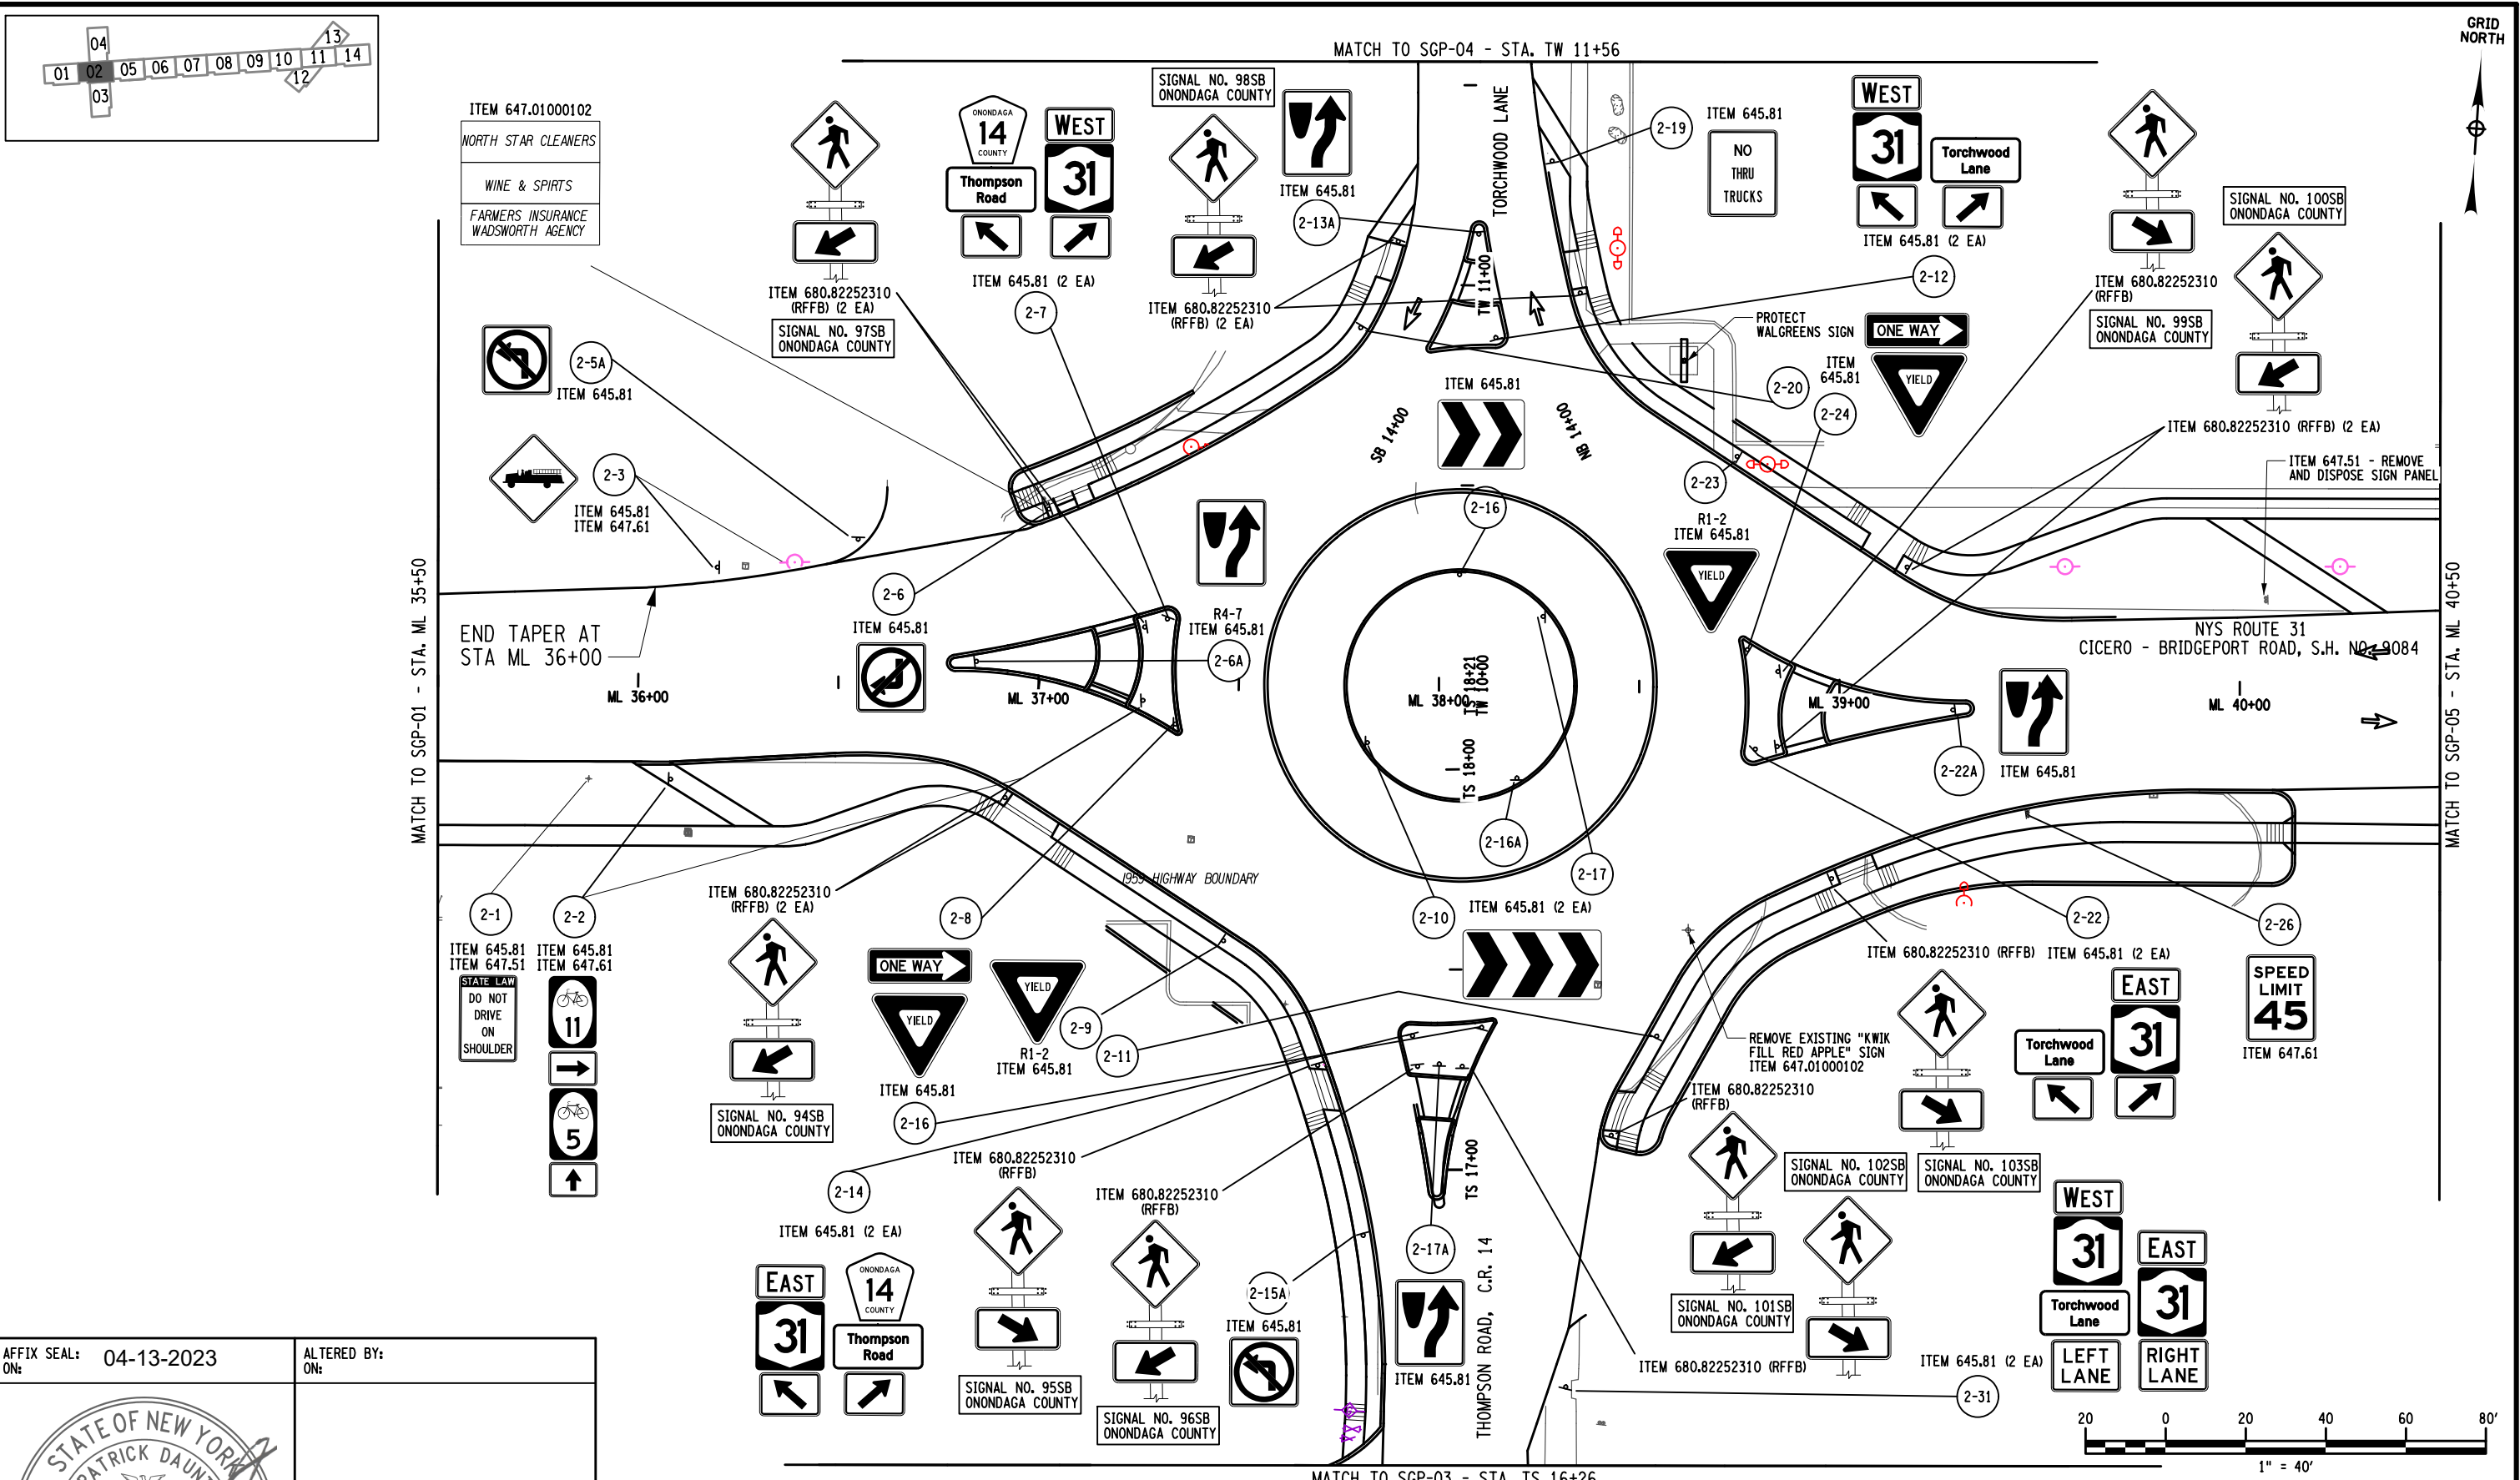 04
13
01
02
05
06
07
08
09
10
11
14
12
03
MATCH TO SGP-04 - STA. TW 11+56
GRID
NORTH
ITEM 647.01000102
NORTH STAR CLEANERS
WINE & SPIRTS
FARMERS INSURANCE
WADSWORTH AGENCY
ITEM 680.82252310
(RFFB) (2 EA)
SIGNAL NO. 97SB
ONONDAGA COUNTY
ONONDAGA
14
COUNTY
Thompson
Road
WEST
31
ITEM 645.81 (2 EA)
2-7
SIGNAL NO. 98SB
ONONDAGA COUNTY
ITEM 680.82252310
(RFFB) (2 EA)
ITEM 645.81
2-13A
TORCHWOOD LANE
TW 11+00
2-19
ITEM 645.81
NO
THRU
TRUCKS
WEST
31
Torchwood
Lane
ITEM 645.81 (2 EA)
2-12
ITEM 680.82252310
(RFFB)
SIGNAL NO. 99SB
ONONDAGA COUNTY
SIGNAL NO. 100SB
ONONDAGA COUNTY
ITEM 680.82252310 (RFFB) (2 EA)
PROTECT
WALGREENS SIGN
ONE WAY
YIELD
ITEM
645.81
2-20
2-24
2-23
R1-2
ITEM 645.81
YIELD
ITEM 647.51 - REMOVE
AND DISPOSE SIGN PANEL
2-5A
ITEM 645.81
2-3
ITEM 645.81
ITEM 647.61
ITEM 645.81
SB 14+00
NB 14+00
2-16
2-6
ITEM 645.81
R4-7
ITEM 645.81
2-6A
MATCH TO SGP-01 - STA. ML 35+50
END TAPER AT
STA ML 36+00
ML 36+00
ML 37+00
ML 38+00
TS 18+21
TW 10+00
TS 18+00
ML 39+00
ML 40+00
NYS ROUTE 31
CICERO - BRIDGEPORT ROAD, S.H. NO. 9084
MATCH TO SGP-05 - STA. ML 40+50
2-22A
ITEM 645.81
2-16A
2-17
2-10
ITEM 645.81 (2 EA)
1959 HIGHWAY BOUNDARY
2-1
ITEM 645.81
ITEM 647.51
STATE LAW
DO NOT
DRIVE
ON
SHOULDER
2-2
ITEM 645.81
ITEM 647.61
11
5
ITEM 680.82252310
(RFFB) (2 EA)
SIGNAL NO. 94SB
ONONDAGA COUNTY
2-8
ONE WAY
YIELD
ITEM 645.81
YIELD
R1-2
ITEM 645.81
2-9
2-11
2-16
2-14
ITEM 645.81 (2 EA)
EAST
31
ONONDAGA
14
COUNTY
Thompson
Road
ITEM 680.82252310
(RFFB)
SIGNAL NO. 95SB
ONONDAGA COUNTY
ITEM 680.82252310
(RFFB)
SIGNAL NO. 96SB
ONONDAGA COUNTY
2-15A
ITEM 645.81
2-17A
ITEM 645.81
TS 17+00
THOMPSON ROAD, C.R. 14
2-22
ITEM 680.82252310 (RFFB)
ITEM 645.81 (2 EA)
2-26
SPEED
LIMIT
45
ITEM 647.61
EAST
31
Torchwood
Lane
REMOVE EXISTING "KWIK
FILL RED APPLE" SIGN
ITEM 647.01000102
ITEM 680.82252310
(RFFB)
SIGNAL NO. 101SB
ONONDAGA COUNTY
SIGNAL NO. 102SB
ONONDAGA COUNTY
SIGNAL NO. 103SB
ONONDAGA COUNTY
ITEM 680.82252310 (RFFB)
WEST
31
Torchwood
Lane
LEFT
LANE
EAST
31
RIGHT
LANE
ITEM 645.81 (2 EA)
2-31
20 0 20 40 60 80'
1" = 40'
MATCH TO SGP-03 - STA. TS 16+26
AFFIX SEAL:
ON:
04-13-2023
ALTERED BY:
ON:
STATE OF NEW YORK
PATRICK